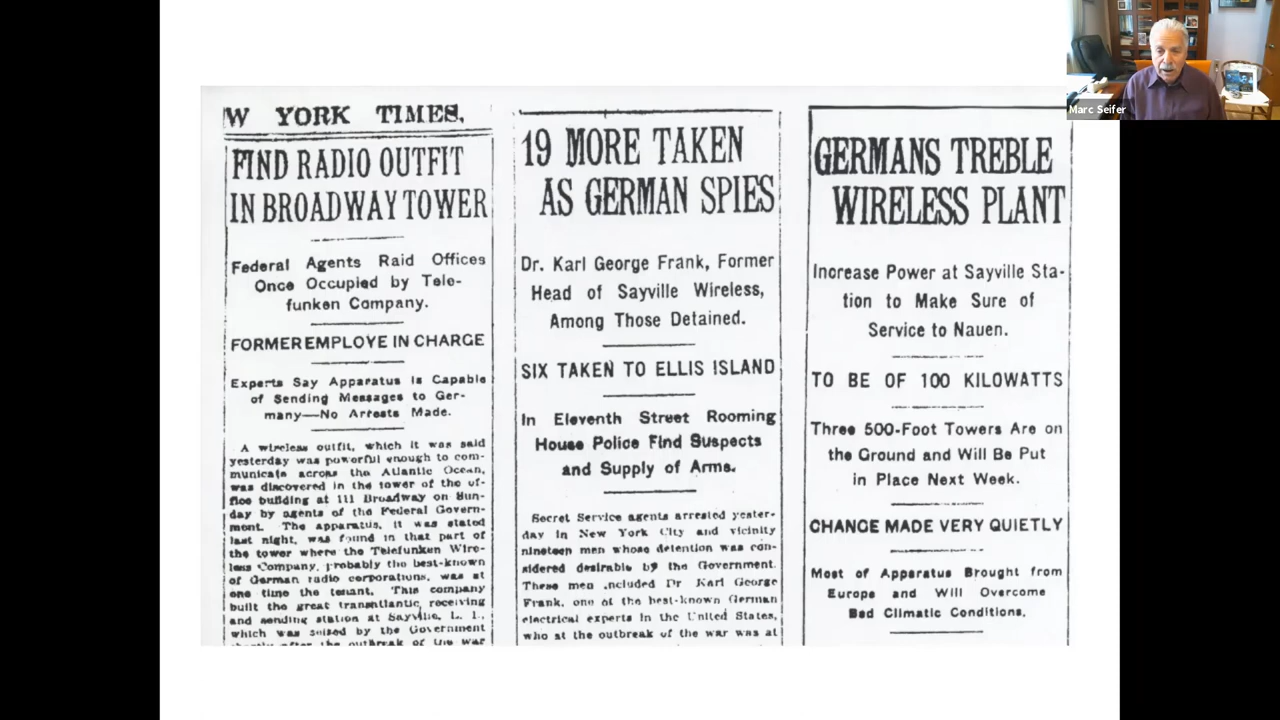 W YORK TIMES,
FIND RADIO OUTFIT
IN BROADWAY TOWER
Federal Agents Raid Offices
Once Occupied by Tele-
funken Company.
FORMER EMPLOYE IN CHARGE
Experts Say Apparatus is Capable
of Sending Messages to Ger-
many—No Arrests Made.
A wireless outfit, which it was said
yesterday was powerful enough to com-
municate across the Atlantic Ocean,
was discovered in the tower of the of-
fice building at 111 Broadway on Sun-
day by agents of the Federal Govern-
ment. The apparatus, it was stated
last night, was found in that part of
the tower where the Telefunken Wire-
less Company, probably the best-known
of German radio corporations, was at
one time the tenant. This company
built the great transatlantic receiving
and sending station at Sayville, L. I.,
which was seized by the Government
shortly after the outbreak of the war
19 MORE TAKEN
AS GERMAN SPIES
Dr. Karl George Frank, Former
Head of Sayville Wireless,
Among Those Detained.
SIX TAKEN TO ELLIS ISLAND
In Eleventh Street Rooming
House Police Find Suspects
and Supply of Arms.
Secret Service agents arrested yester-
day in New York City and vicinity
nineteen men whose detention was con-
sidered desirable by the Government.
These men included Dr Karl George
Frank, one of the best-known German
electrical experts in the United States,
who at the outbreak of the war was at
GERMANS TREBLE
WIRELESS PLANT
Increase Power at Sayville Sta-
tion to Make Sure of
Service to Nauen.
TO BE OF 100 KILOWATTS
Three 500-Foot Towers Are on
the Ground and Will Be Put
in Place Next Week.
CHANGE MADE VERY QUIETLY
Most of Apparatus Brought from
Europe and Will Overcome
Bad Climatic Conditions.
Marc Seifer